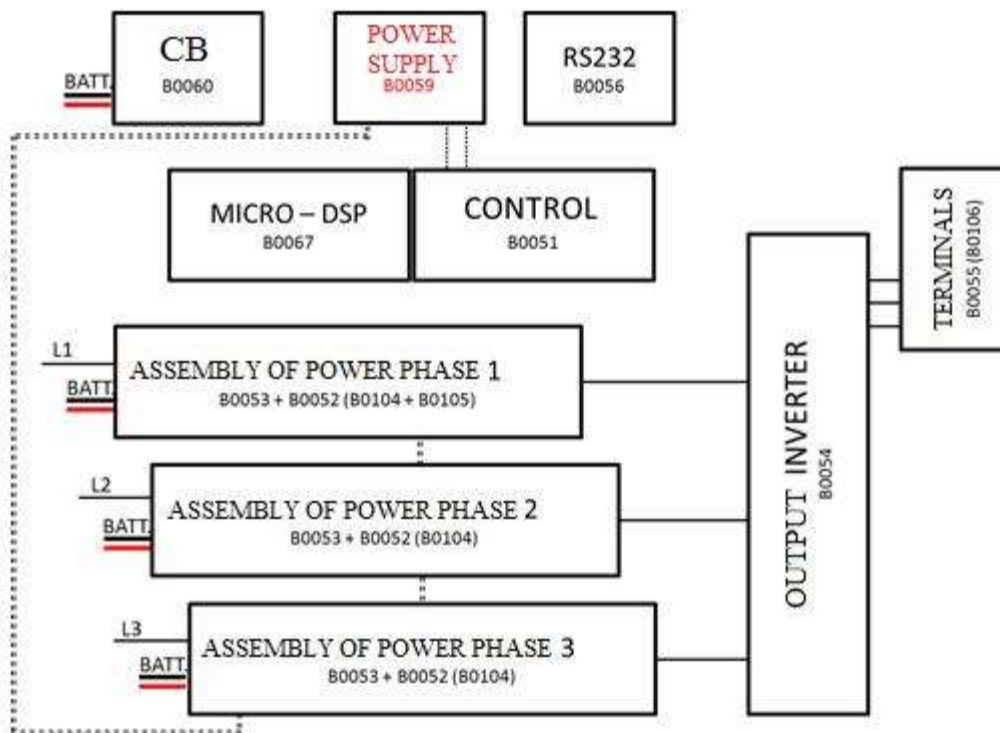 CB
B0060
BATT.
POWER
SUPPLY
B0059
RS232
B0056
MICRO – DSP
B0067
CONTROL
B0051
TERMINALS
B0055 (B0106)
OUTPUT INVERTER
B0054
L1
BATT.
ASSEMBLY OF POWER PHASE 1
B0053 + B0052 (B0104 + B0105)
L2
BATT.
ASSEMBLY OF POWER PHASE 2
B0053 + B0052 (B0104)
L3
BATT.
ASSEMBLY OF POWER PHASE 3
B0053 + B0052 (B0104)